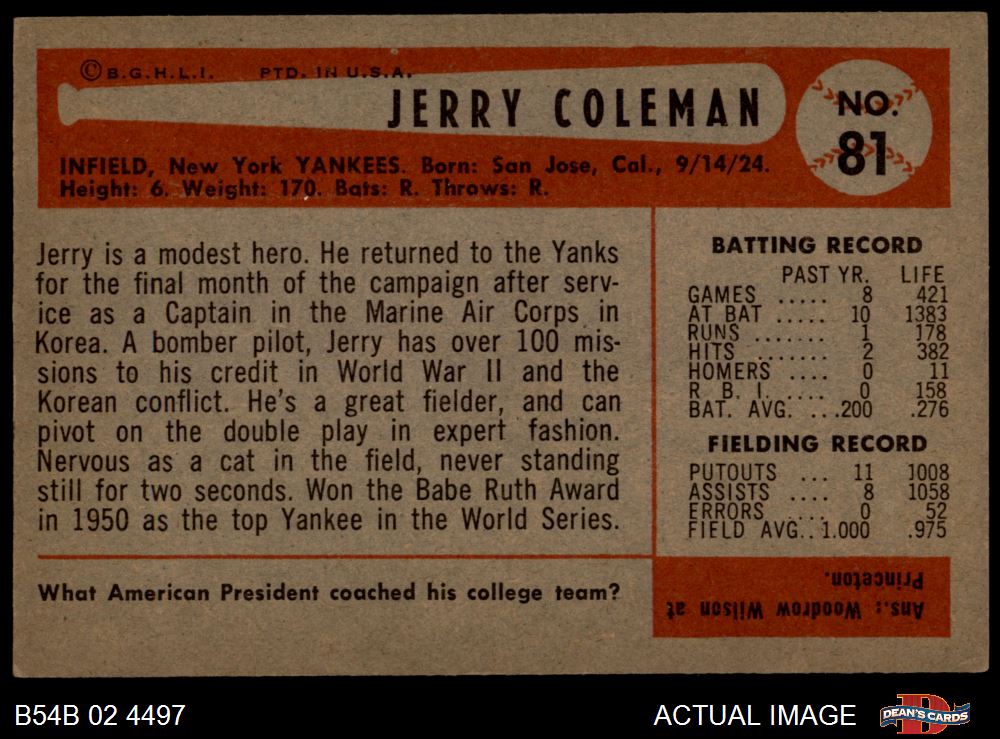 © B.G.H.L.I. PTD. IN U.S.A.
JERRY COLEMAN
NO.
81
INFIELD, New York YANKEES. Born: San Jose, Cal., 9/14/24.
Height: 6. Weight: 170. Bats: R. Throws: R.
Jerry is a modest hero. He returned to the Yanks
for the final month of the campaign after serv-
ice as a Captain in the Marine Air Corps in
Korea. A bomber pilot, Jerry has over 100 mis-
sions to his credit in World War II and the
Korean conflict. He's a great fielder, and can
pivot on the double play in expert fashion.
Nervous as a cat in the field, never standing
still for two seconds. Won the Babe Ruth Award
in 1950 as the top Yankee in the World Series.
BATTING RECORD
PAST YR. LIFE
GAMES ..... 8 421
AT BAT ..... 10 1383
RUNS ....... 1 178
HITS ....... 2 382
HOMERS .... 0 11
R. B. I. .... 0 158
BAT. AVG. ....200 .276
FIELDING RECORD
PUTOUTS ... 11 1008
ASSISTS .... 8 1058
ERRORS .... 0 52
FIELD AVG...1.000 .975
What American President coached his college team?
Ans.: Woodrow Wilson at
Princeton.
B54B 02 4497
ACTUAL IMAGE
DEAN'S CARDS